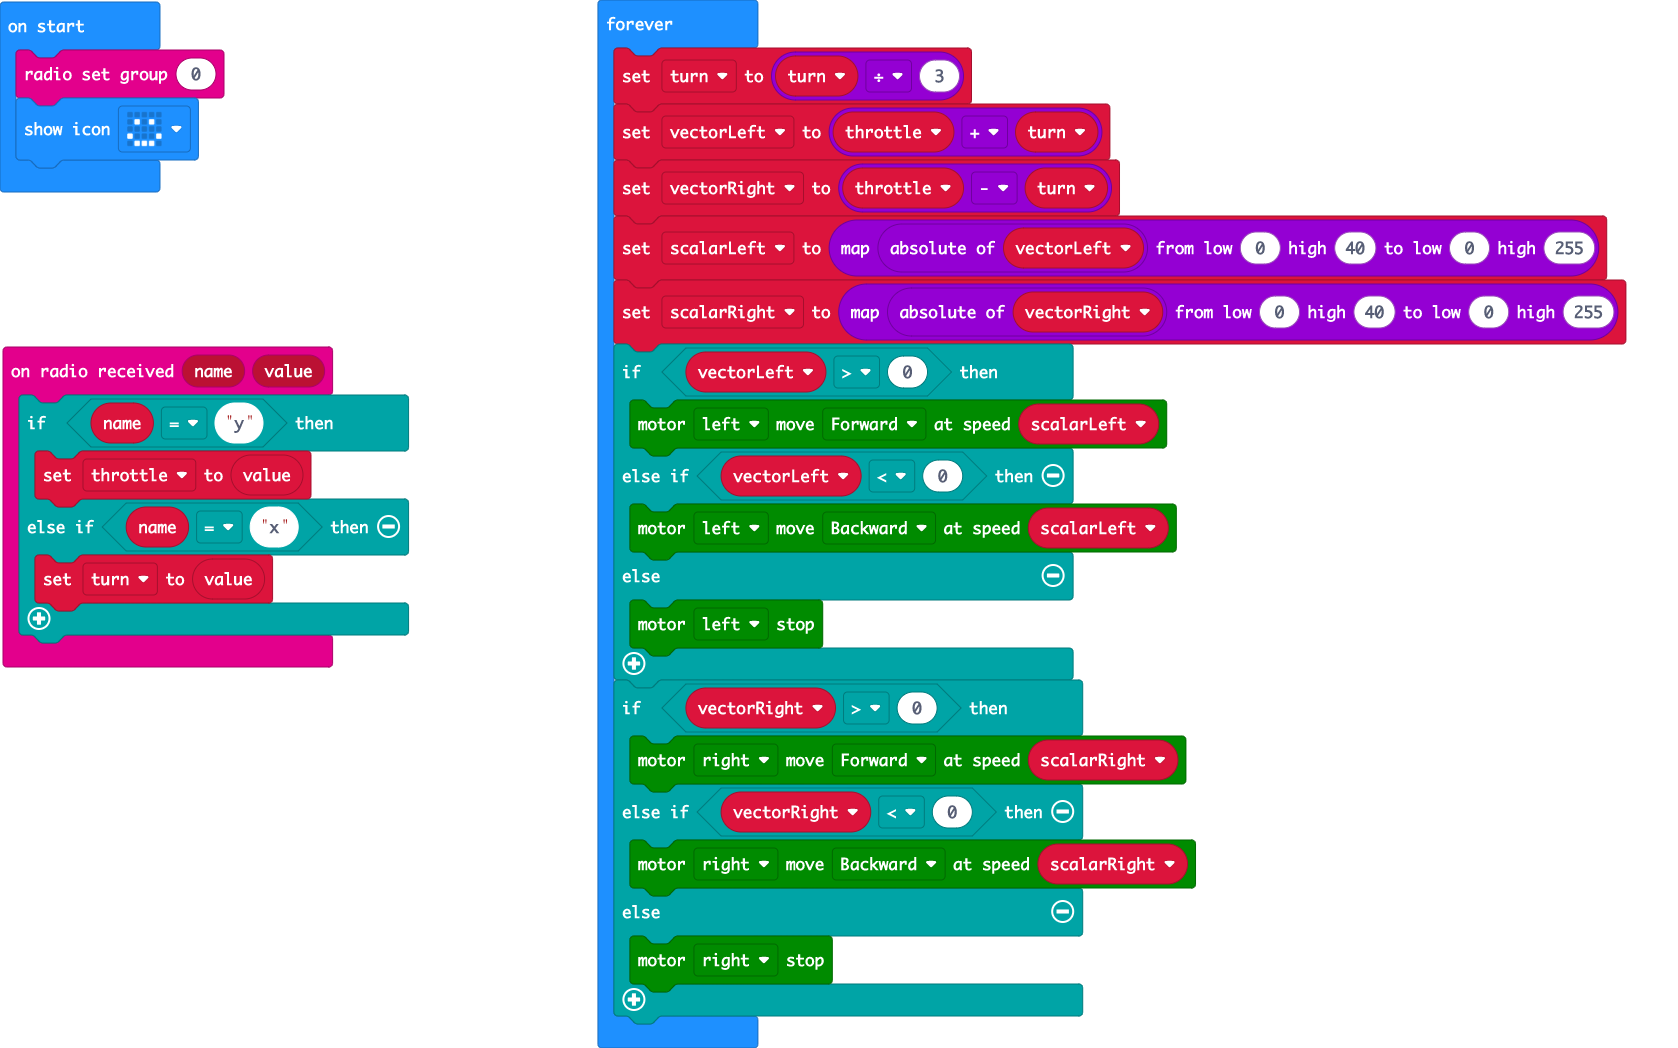 on start
radio set group 0
show icon
on radio received name value
if name = "y" then
set throttle to value
else if name = "x" then
set turn to value
forever
set turn to turn ÷ 3
set vectorLeft to throttle + turn
set vectorRight to throttle - turn
set scalarLeft to map absolute of vectorLeft from low 0 high 40 to low 0 high 255
set scalarRight to map absolute of vectorRight from low 0 high 40 to low 0 high 255
if vectorLeft > 0 then
motor left move Forward at speed scalarLeft
else if vectorLeft < 0 then
motor left move Backward at speed scalarLeft
else
motor left stop
if vectorRight > 0 then
motor right move Forward at speed scalarRight
else if vectorRight < 0 then
motor right move Backward at speed scalarRight
else
motor right stop